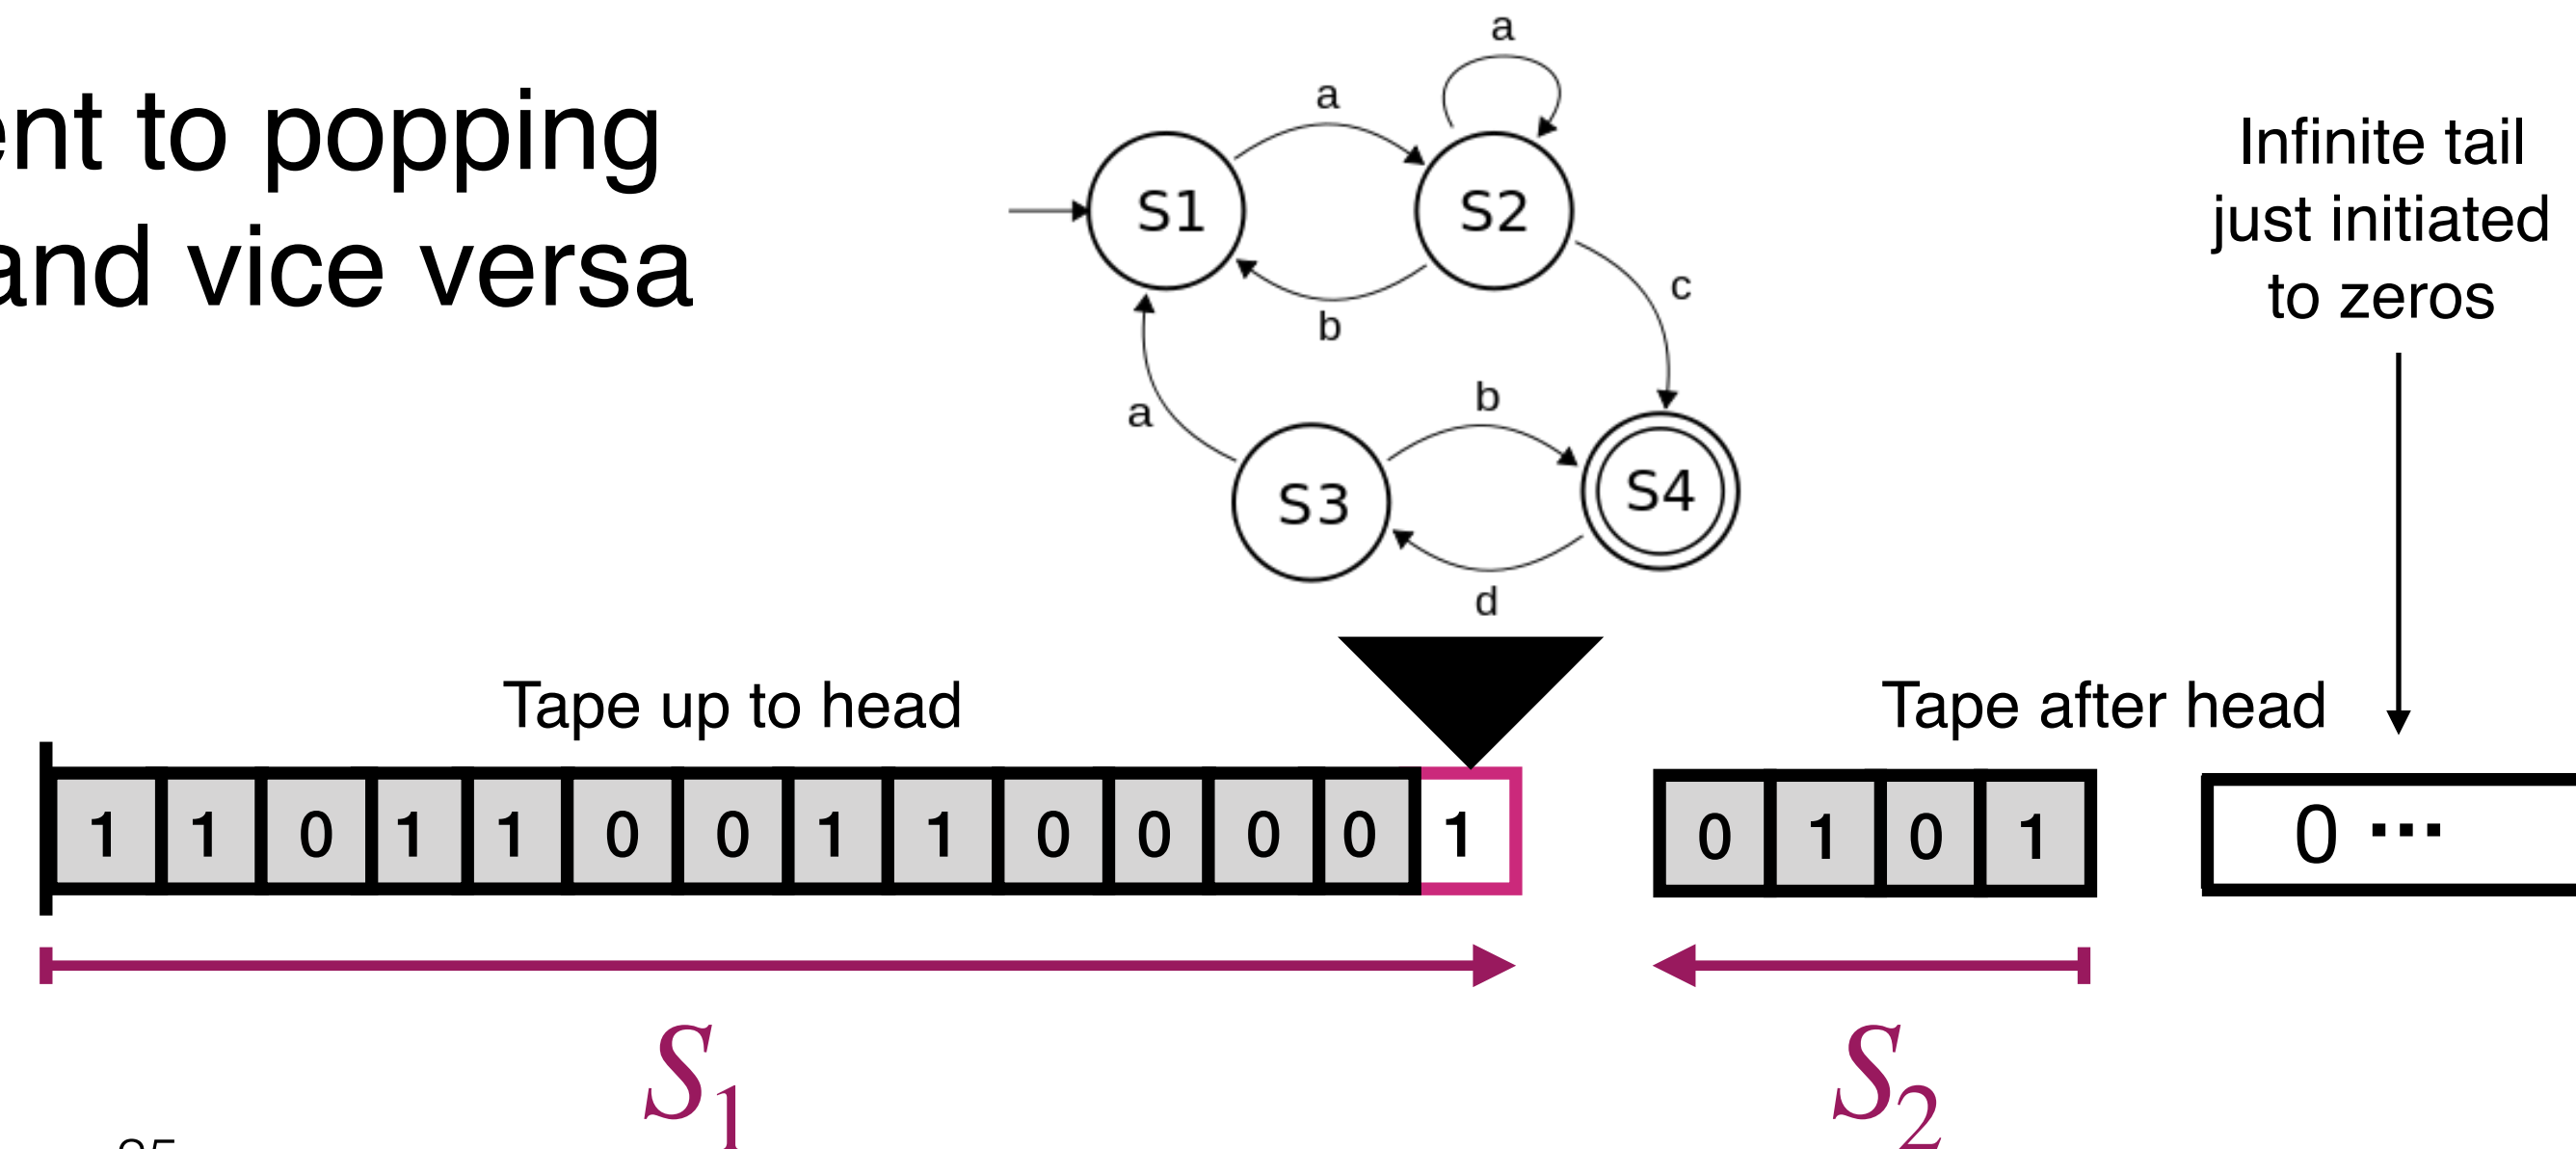 ent to popping
and vice versa
a
a
S1
S2
b
c
a
b
S3
S4
d
Infinite tail
just initiated
to zeros
Tape up to head
Tape after head
1 1 0 1 1 0 0 1 1 0 0 0 0 1
0 1 0 1
0 ...
S1
S2